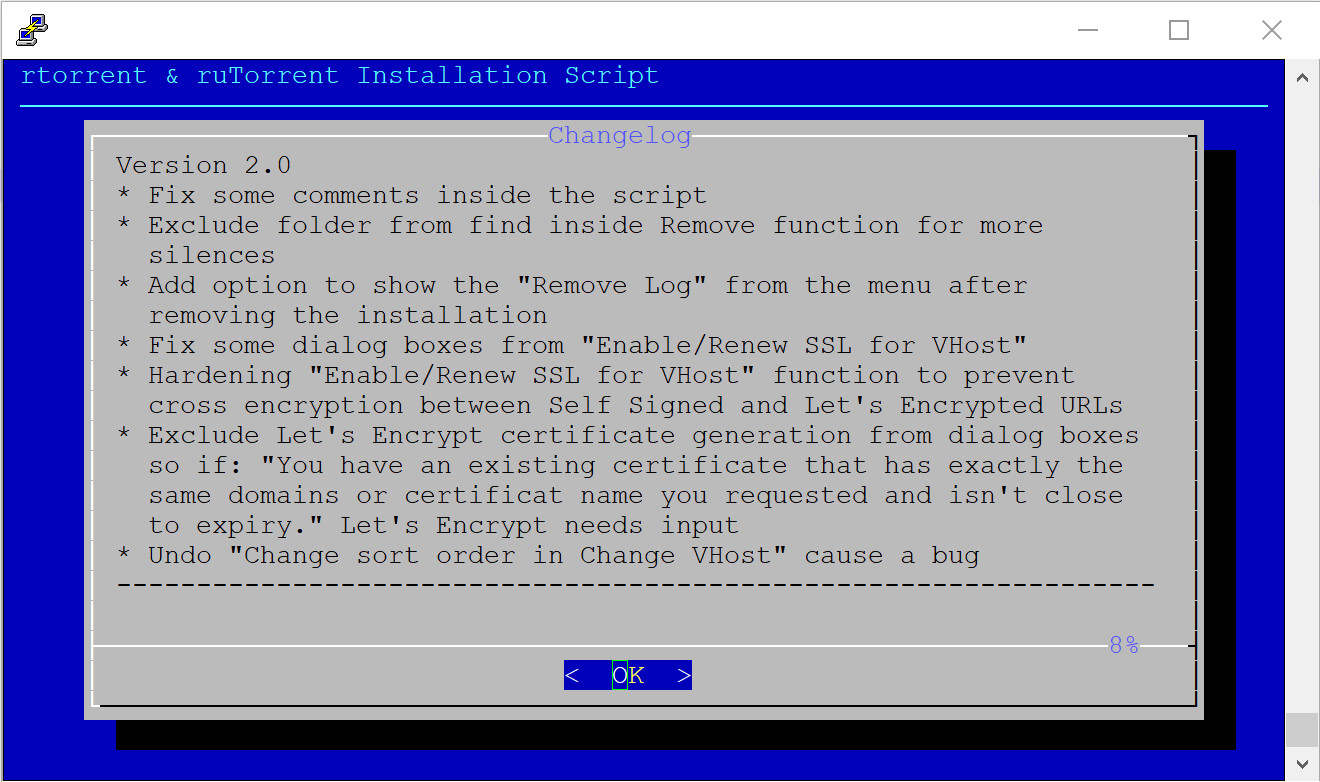 rtorrent & ruTorrent Installation Script
Changelog
Version 2.0
* Fix some comments inside the script
* Exclude folder from find inside Remove function for more
silences
* Add option to show the "Remove Log" from the menu after
removing the installation
* Fix some dialog boxes from "Enable/Renew SSL for VHost"
* Hardening "Enable/Renew SSL for VHost" function to prevent
cross encryption between Self Signed and Let's Encrypted URLs
* Exclude Let's Encrypt certificate generation from dialog boxes
so if: "You have an existing certificate that has exactly the
same domains or certificat name you requested and isn't close
to expiry." Let's Encrypt needs input
* Undo "Change sort order in Change VHost" cause a bug
-----------------------------------------------------------------
8%
< OK >